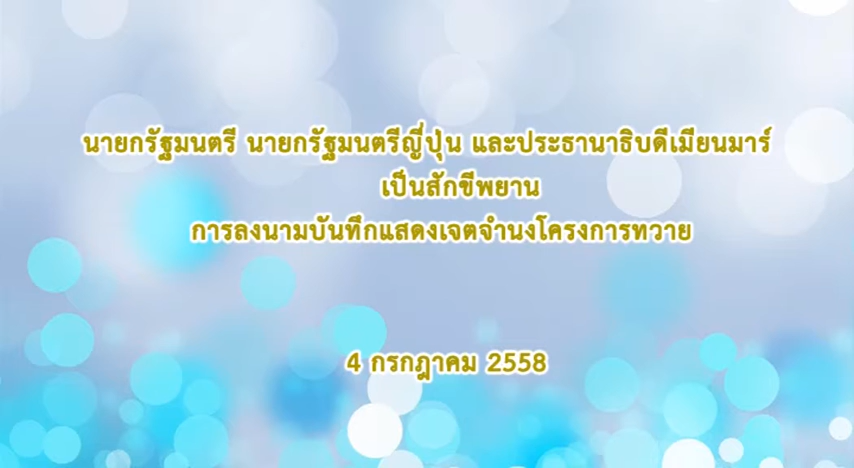 นายกรัฐมนตรี นายกรัฐมนตรีญี่ปุ่น และประธานาธิบดีเมียนมาร์
เป็นสักขีพยาน
การลงนามบันทึกแสดงเจตจำนงโครงการทวาย
4 กรกฎาคม 2558